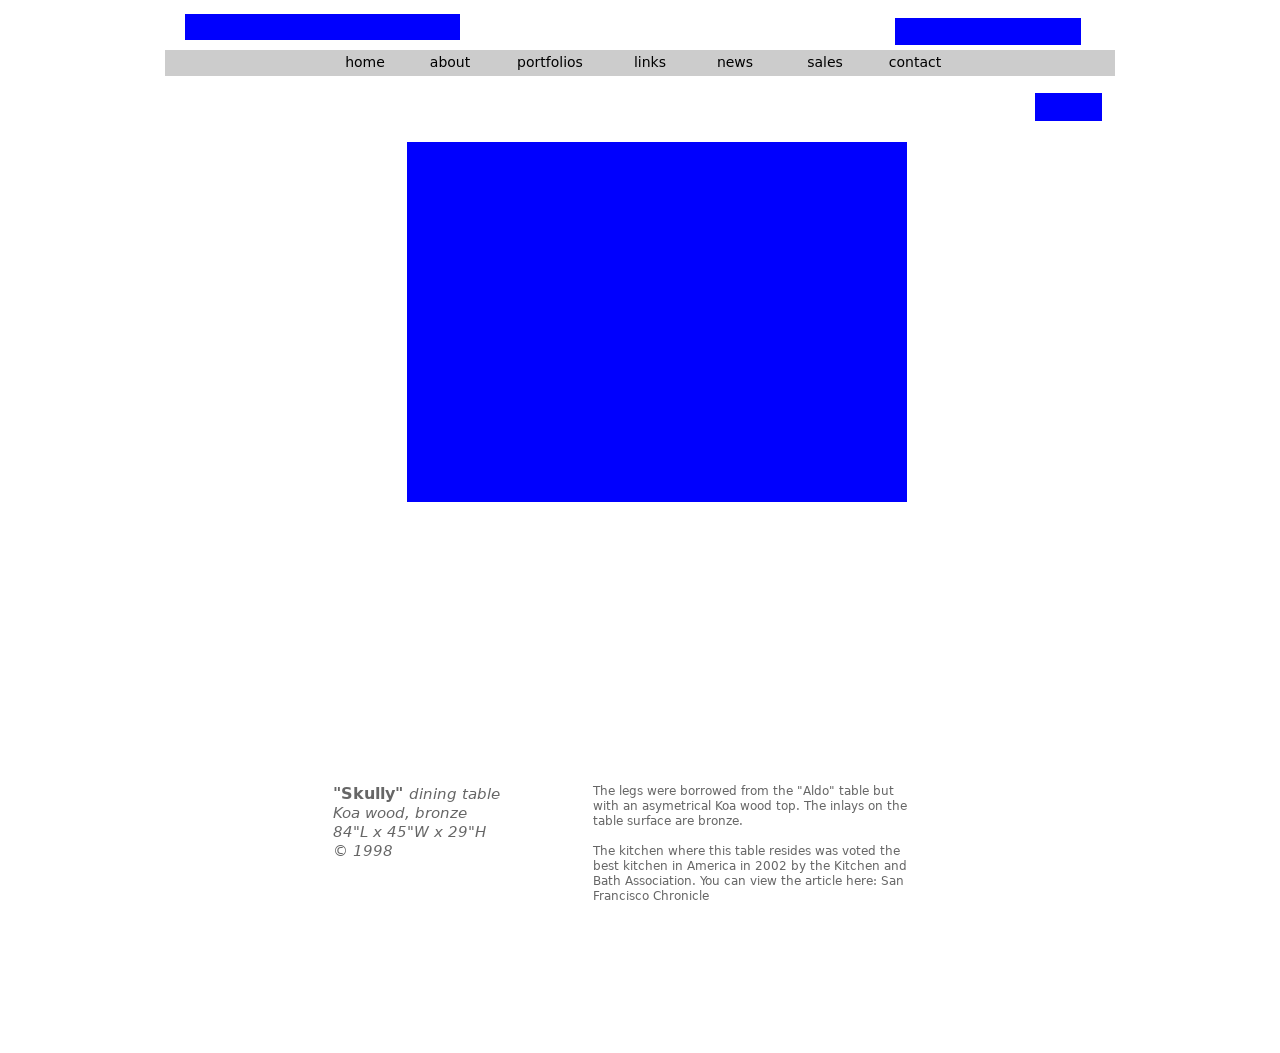 home about portfolios links news sales contact
"Skully" dining table
Koa wood, bronze
84"L x 45"W x 29"H
© 1998
The legs were borrowed from the "Aldo" table but
with an asymetrical Koa wood top. The inlays on the
table surface are bronze.
The kitchen where this table resides was voted the
best kitchen in America in 2002 by the Kitchen and
Bath Association. You can view the article here: San
Francisco Chronicle